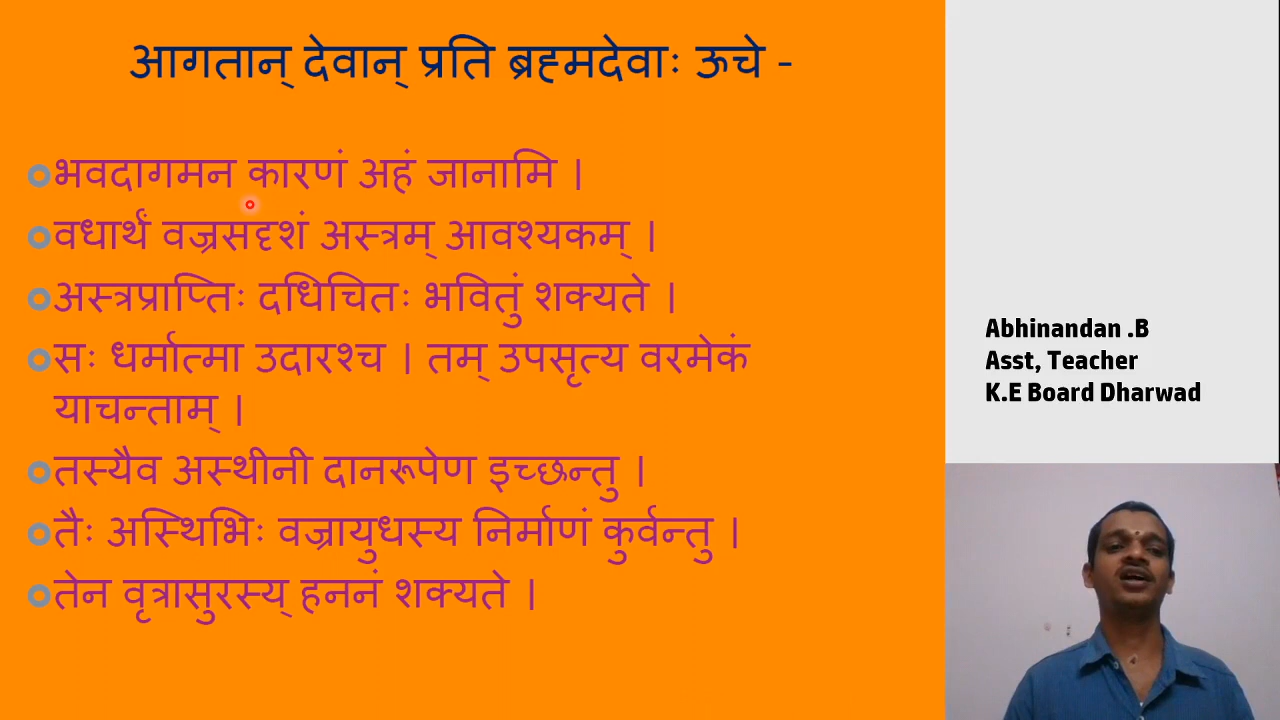 आगतान् देवान् प्रति ब्रह्मदेवाः ऊचे -
भवदागमन कारणं अहं जानामि ।
वधार्थं वज्रसदृशं अस्त्रम् आवश्यकम् ।
अस्त्रप्राप्तिः दधिचितः भवितुं शक्यते ।
सः धर्मात्मा उदारश्च । तम् उपसृत्य वरमेकं
याचन्ताम् ।
तस्यैव अस्थीनी दानरूपेण इच्छन्तु ।
तैः अस्थिभिः वज्रायुधस्य निर्माणं कुर्वन्तु ।
तेन वृत्रासुरस्य् हननं शक्यते ।
Abhinandan .B
Asst, Teacher
K.E Board Dharwad